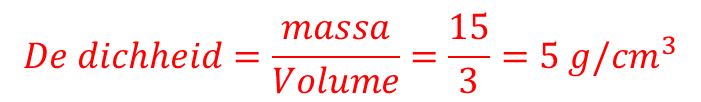 De dichheid = massa/Volume = 15/3 = 5 g/cm³